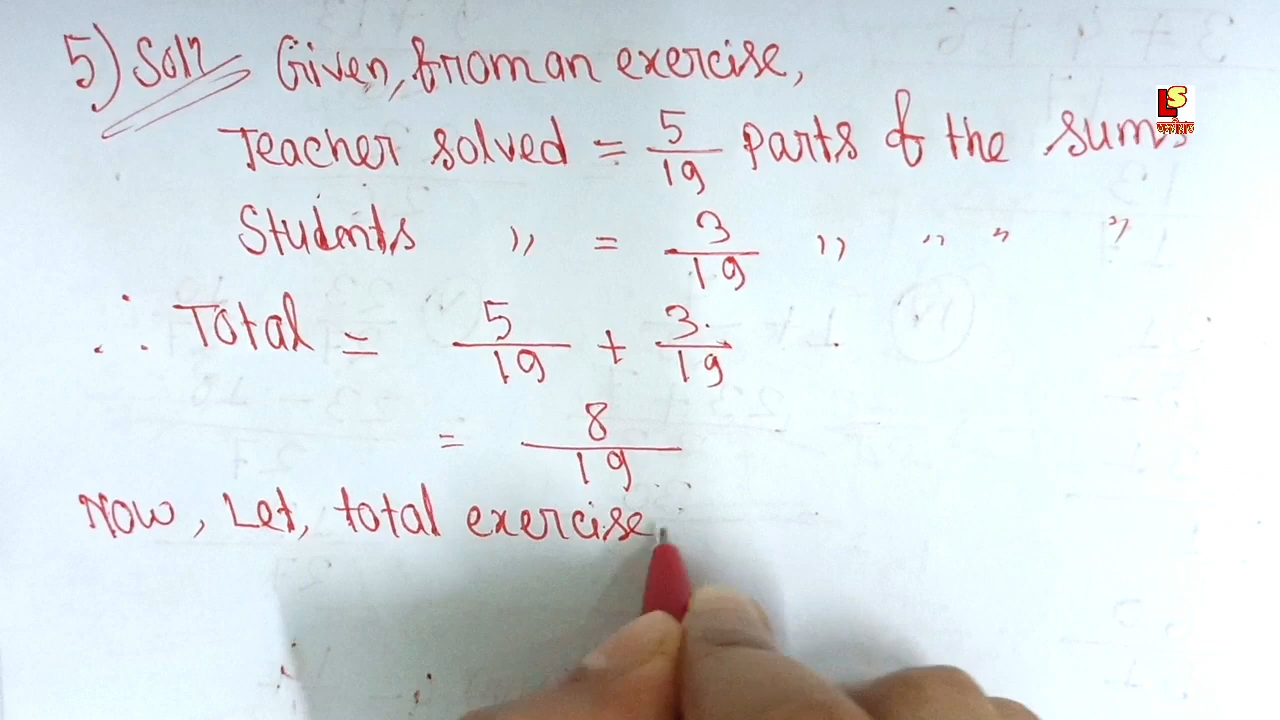 5) Soln Given, from an exercise,
Teacher solved = 5/19 parts of the sums
Students " = 3/19 " " " "
∴ Total = 5/19 + 3/19
= 8/19
Now, Let, total exercise
LS